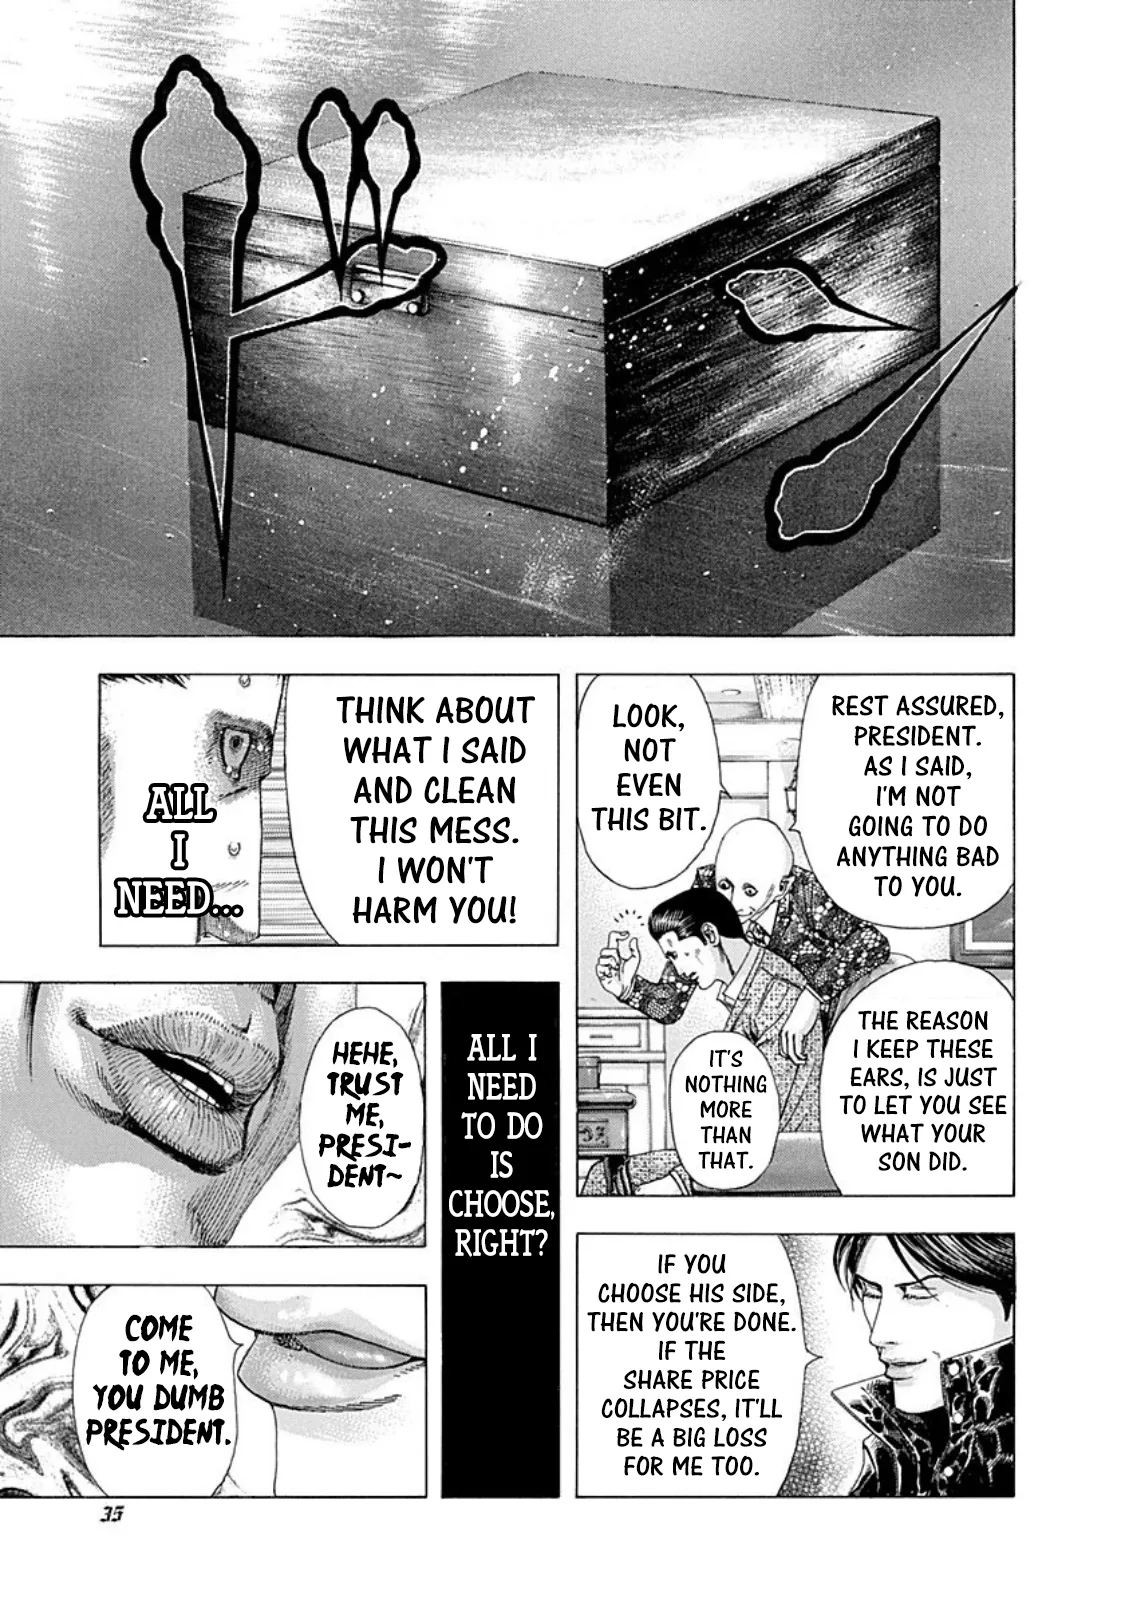 ドサッ
REST ASSURED,
PRESIDENT.
AS I SAID,
I'M NOT
GOING TO DO
ANYTHING BAD
TO YOU.
LOOK,
NOT
EVEN
THIS BIT.
THE REASON
I KEEP THESE
EARS, IS JUST
TO LET YOU SEE
WHAT YOUR
SON DID.
IT'S
NOTHING
MORE
THAN
THAT.
THINK ABOUT
WHAT I SAID
AND CLEAN
THIS MESS.
I WON'T
HARM YOU!
ALL
I
NEED...
IF YOU
CHOOSE HIS SIDE,
THEN YOU'RE DONE.
IF THE
SHARE PRICE
COLLAPSES, IT'LL
BE A BIG LOSS
FOR ME TOO.
ALL I
NEED
TO DO
IS
CHOOSE,
RIGHT?
HEHE,
TRUST
ME,
PRESI-
DENT~
COME
TO ME,
YOU DUMB
PRESIDENT.
35